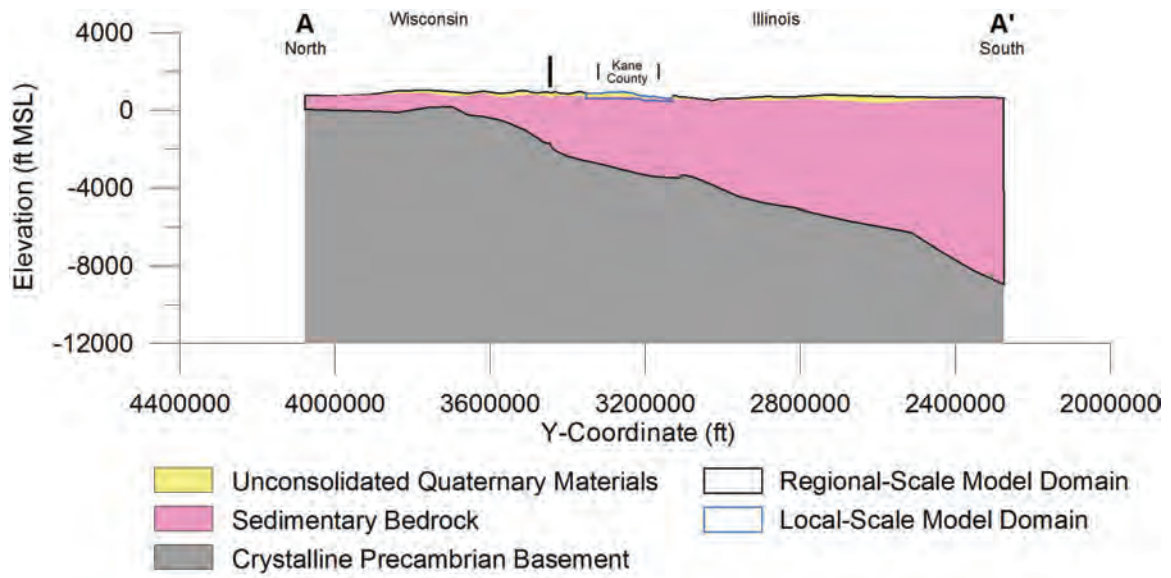 A Wisconsin Illinois A'
North South
Kane
County
4000
0
-4000
-8000
-12000
Elevation (ft MSL)
4400000 4000000 3600000 3200000 2800000 2400000 2000000
Y-Coordinate (ft)
Unconsolidated Quaternary Materials
Sedimentary Bedrock
Crystalline Precambrian Basement
Regional-Scale Model Domain
Local-Scale Model Domain